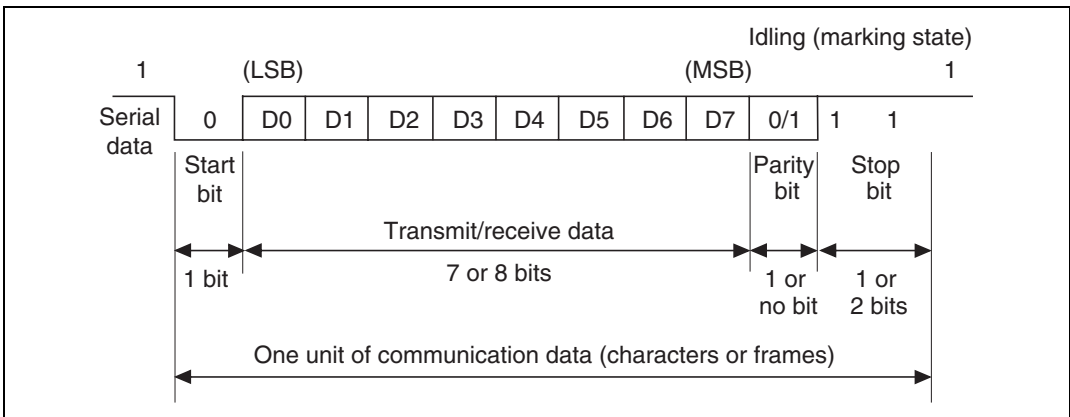 Idling (marking state)
1 (LSB) (MSB) 1
Serial data
0 D0 D1 D2 D3 D4 D5 D6 D7 0/1 1 1
Start bit
Parity bit
Stop bit
Transmit/receive data
1 bit
7 or 8 bits
1 or no bit
1 or 2 bits
One unit of communication data (characters or frames)